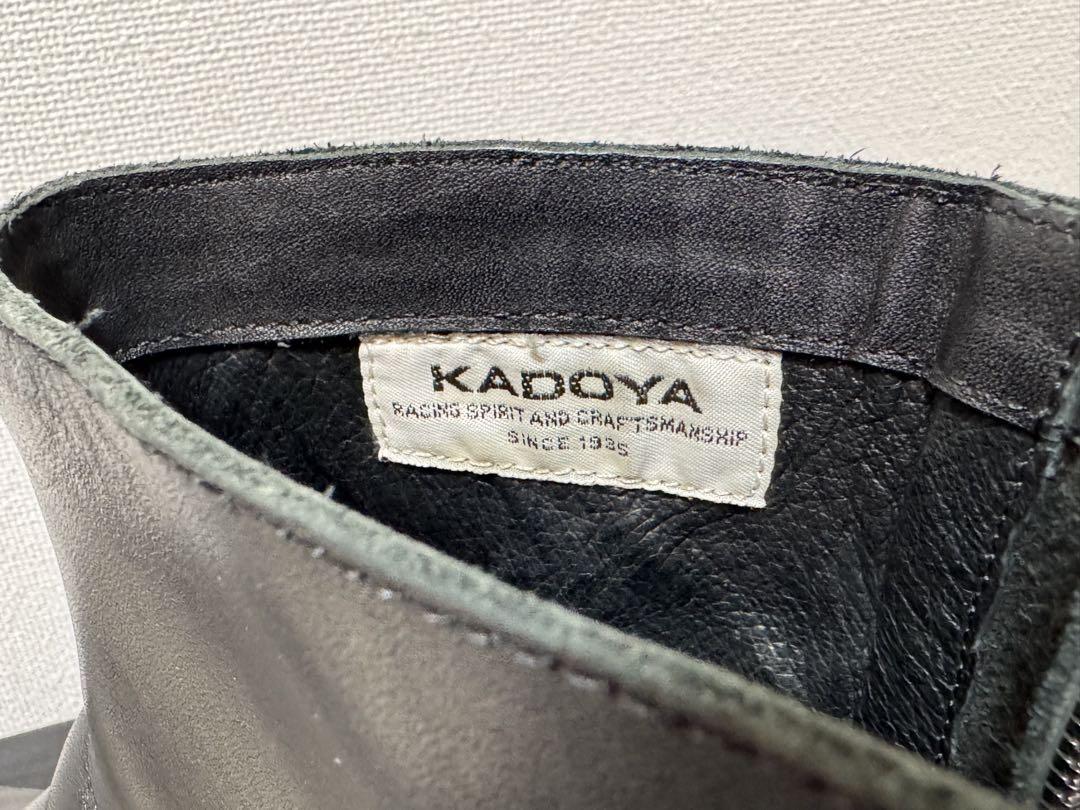 KADOYA
RACING SPIRIT AND CRAFTSMANSHIP
SINCE 1935